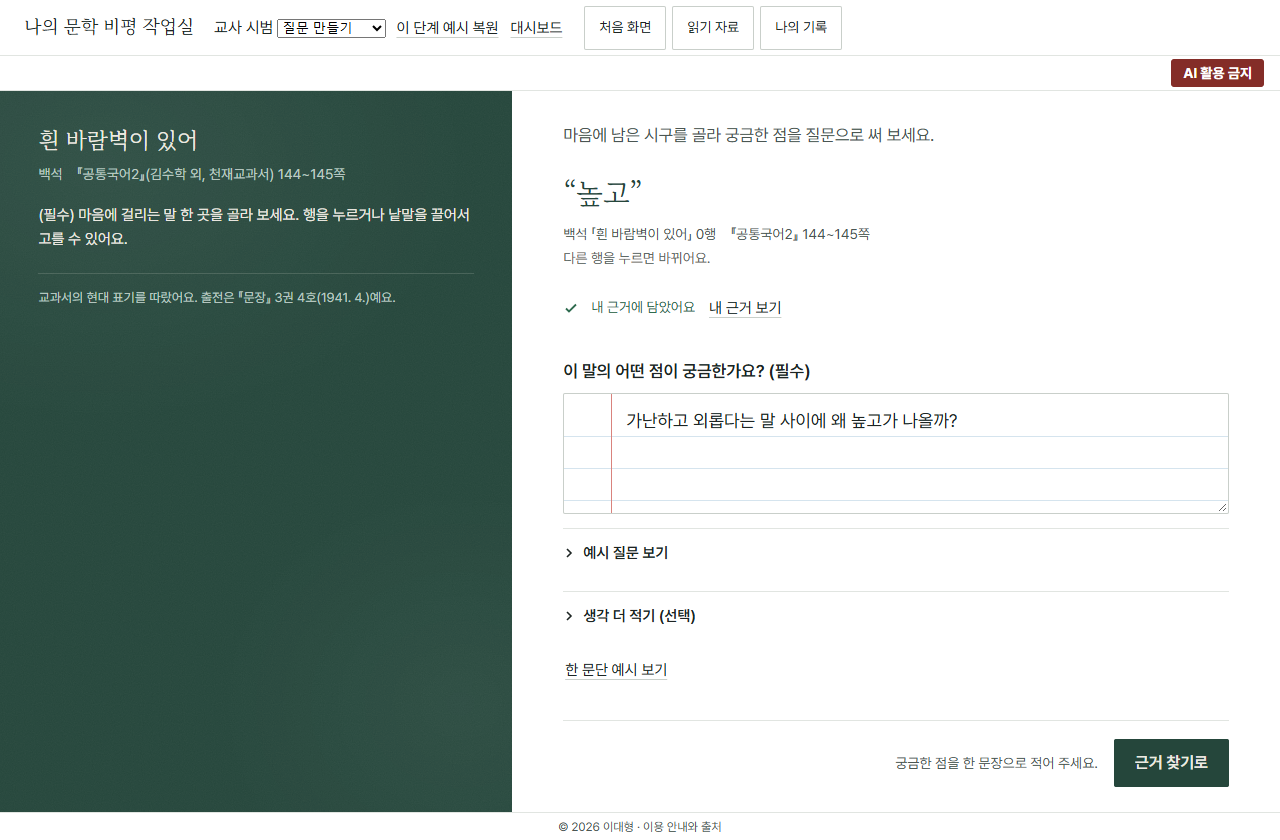 나의 문학 비평 작업실 교사 시범 질문 만들기 이 단계 예시 복원 대시보드 처음 화면 읽기 자료 나의 기록
AI 활용 금지
흰 바람벽이 있어
백석 『공통국어2』(김수학 외, 천재교과서) 144~145쪽
(필수) 마음에 걸리는 말 한 곳을 골라 보세요. 행을 누르거나 낱말을 끌어서
고를 수 있어요.
교과서의 현대 표기를 따랐어요. 출전은 『문장』 3권 4호(1941. 4.)예요.
마음에 남은 시구를 골라 궁금한 점을 질문으로 써 보세요.
“높고”
백석 「흰 바람벽이 있어」 0행 『공통국어2』 144~145쪽
다른 행을 누르면 바뀌어요.
내 근거에 담았어요 내 근거 보기
이 말의 어떤 점이 궁금한가요? (필수)
가난하고 외롭다는 말 사이에 왜 높고가 나올까?
예시 질문 보기
생각 더 적기 (선택)
한 문단 예시 보기
궁금한 점을 한 문장으로 적어 주세요. 근거 찾기로
© 2026 이대형 · 이용 안내와 출처